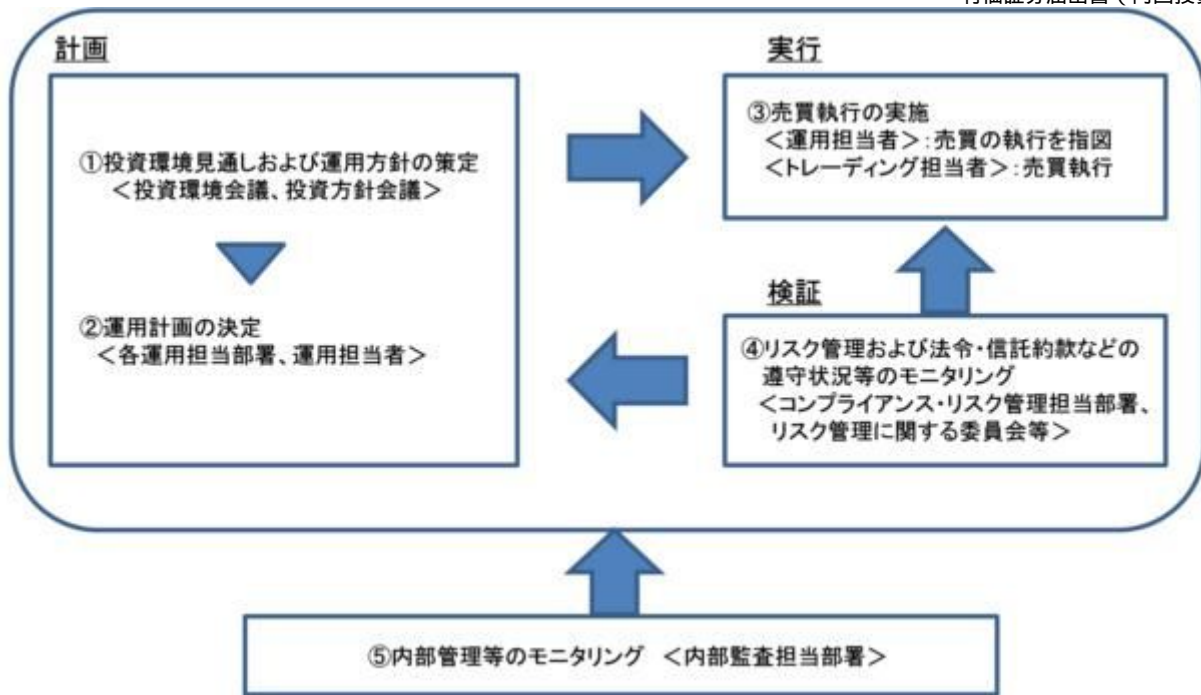 計画
①投資環境見通しおよび運用方針の策定
＜投資環境会議、投資方針会議＞
②運用計画の決定
＜各運用担当部署、運用担当者＞
実行
③売買執行の実施
＜運用担当者＞:売買の執行を指図
＜トレーディング担当者＞:売買執行
検証
④リスク管理および法令・信託約款などの
遵守状況等のモニタリング
＜コンプライアンス・リスク管理担当部署、
リスク管理に関する委員会等＞
⑤内部管理等のモニタリング ＜内部監査担当部署＞